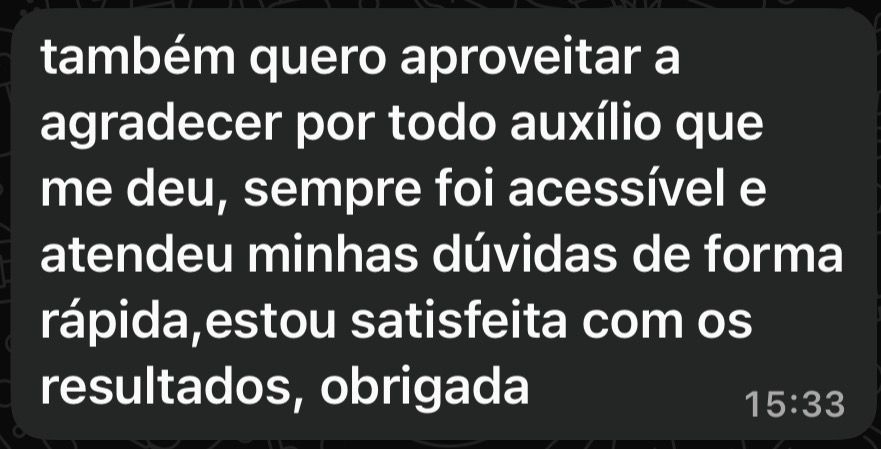 também quero aproveitar a
agradecer por todo auxílio que
me deu, sempre foi acessível e
atendeu minhas dúvidas de forma
rápida,estou satisfeita com os
resultados, obrigada
15:33